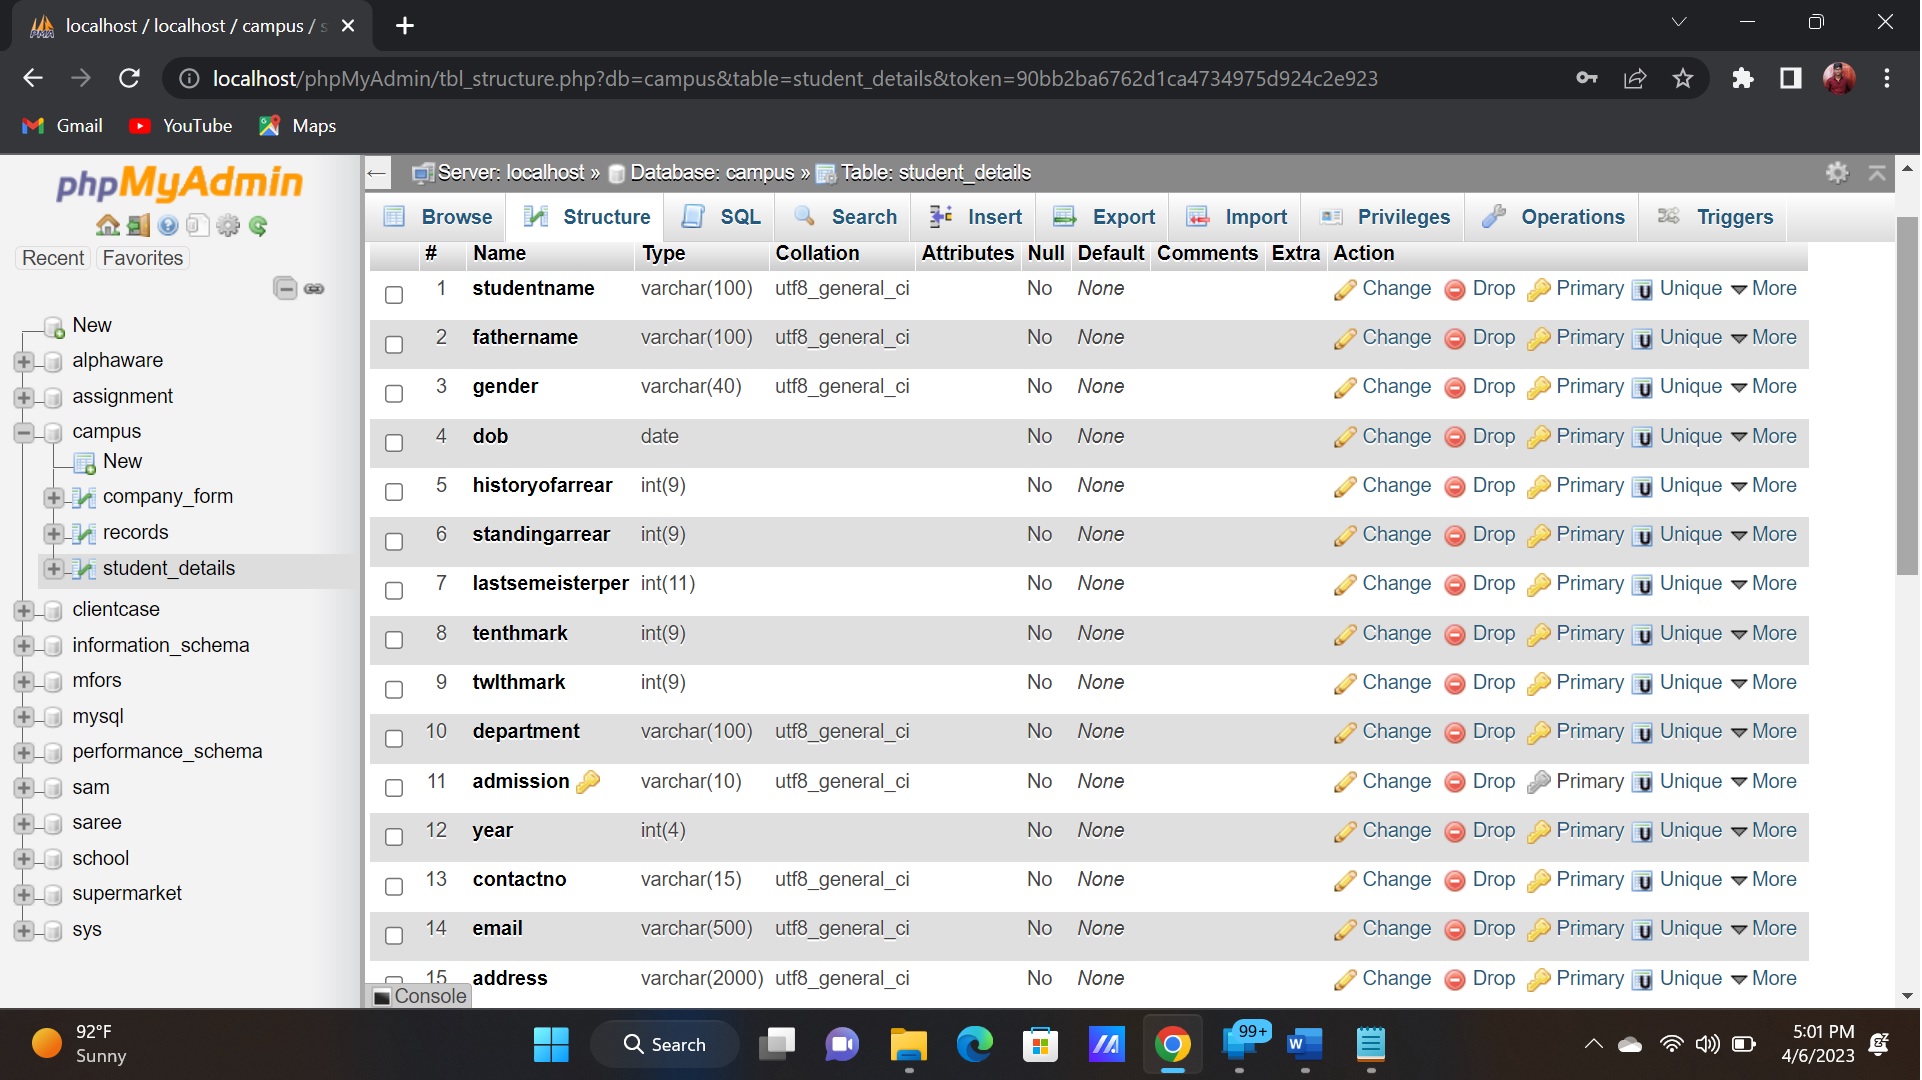 localhost / localhost / campus / s
localhost/phpMyAdmin/tbl_structure.php?db=campus&table=student_details&token=90bb2ba6762d1ca4734975d924c2e923
Gmail YouTube Maps
phpMyAdmin
Recent Favorites
New
alphaware
assignment
campus
New
company_form
records
student_details
clientcase
information_schema
mfors
mysql
performance_schema
sam
saree
school
supermarket
sys
Server: localhost » Database: campus » Table: student_details
Browse Structure SQL Search Insert Export Import Privileges Operations Triggers
# Name Type Collation Attributes Null Default Comments Extra Action
1 studentname varchar(100) utf8_general_ci No None Change Drop Primary Unique More
2 fathername varchar(100) utf8_general_ci No None Change Drop Primary Unique More
3 gender varchar(40) utf8_general_ci No None Change Drop Primary Unique More
4 dob date No None Change Drop Primary Unique More
5 historyofarrear int(9) No None Change Drop Primary Unique More
6 standingarrear int(9) No None Change Drop Primary Unique More
7 lastsemeisterper int(11) No None Change Drop Primary Unique More
8 tenthmark int(9) No None Change Drop Primary Unique More
9 twlthmark int(9) No None Change Drop Primary Unique More
10 department varchar(100) utf8_general_ci No None Change Drop Primary Unique More
11 admission varchar(10) utf8_general_ci No None Change Drop Primary Unique More
12 year int(4) No None Change Drop Primary Unique More
13 contactno varchar(15) utf8_general_ci No None Change Drop Primary Unique More
14 email varchar(500) utf8_general_ci No None Change Drop Primary Unique More
15 address varchar(2000) utf8_general_ci No None Change Drop Primary Unique More
Console
92°F
Sunny
Search
99+
5:01 PM
4/6/2023